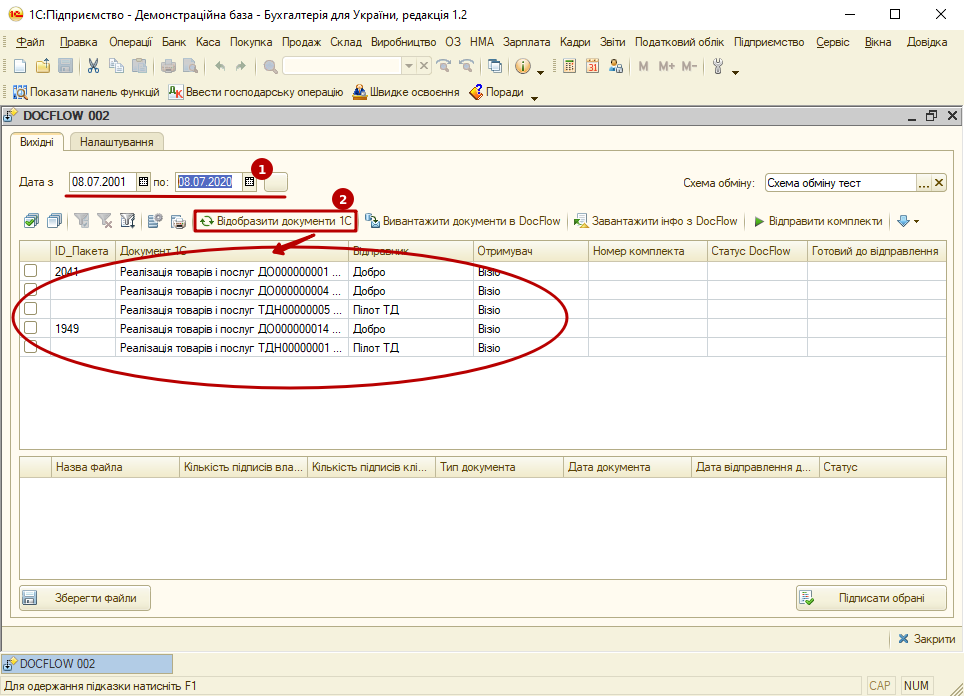 1С:Підприємство - Демонстраційна база - Бухгалтерія для України, редакція 1.2
Файл Правка Операції Банк Каса Покупка Продаж Склад Виробництво ОЗ НМА Зарплата Кадри Звіти Податковий облік Підприємство Сервіс Вікна Довідка
M M+ M-
Показати панель функцій Ввести господарську операцію Швидке освоєння Поради
DOCFLOW 002
Вихідні Налаштування
1
Дата з 08.07.2001 по: 08.07.2020 Схема обміну: Схема обміну тест ...
2
Відобразити документи 1С Вивантажити документи в DocFlow Завантажити інфо з DocFlow Відправити комплекти
ID_Пакета Документ 1С Відправник Отримувач Номер комплекта Статус DocFlow Готовий до відправлення
2041 Реалізація товарів і послуг ДО000000001 ... Добро Візіо
Реалізація товарів і послуг ДО000000004 ... Добро Візіо
Реалізація товарів і послуг ТДН00000005 ... Пілот ТД Візіо
1949 Реалізація товарів і послуг ДО000000014 ... Добро Візіо
Реалізація товарів і послуг ТДН00000001 ... Пілот ТД Візіо
Назва файла Кількість підписів вла... Кількість підписів клі... Тип документа Дата документа Дата відправлення д... Статус
Зберегти файли Підписати обрані
Закрити
DOCFLOW 002
Для одержання підказки натисніть F1 CAP NUM